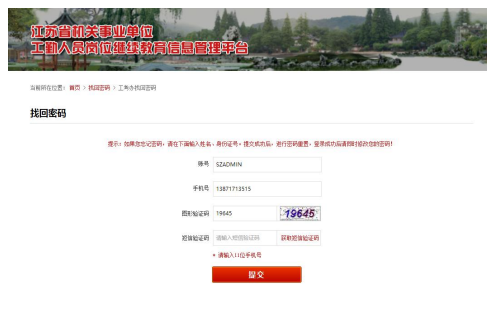 江苏省机关事业单位
工勤人员岗位继续教育信息管理平台
当前所在位置： 首页 > 找回密码 > 工考办找回密码
找回密码
提示：如果您忘记密码，请在下面输入姓名、身份证号。提交成功后，进行密码重置，登录成功后请即时修改您的密码！
账号 SZADMIN
手机号 13871713515
图形验证码 19645 19645
短信验证码 请输入短信验证码 获取短信验证码
* 请输入11位手机号
提交